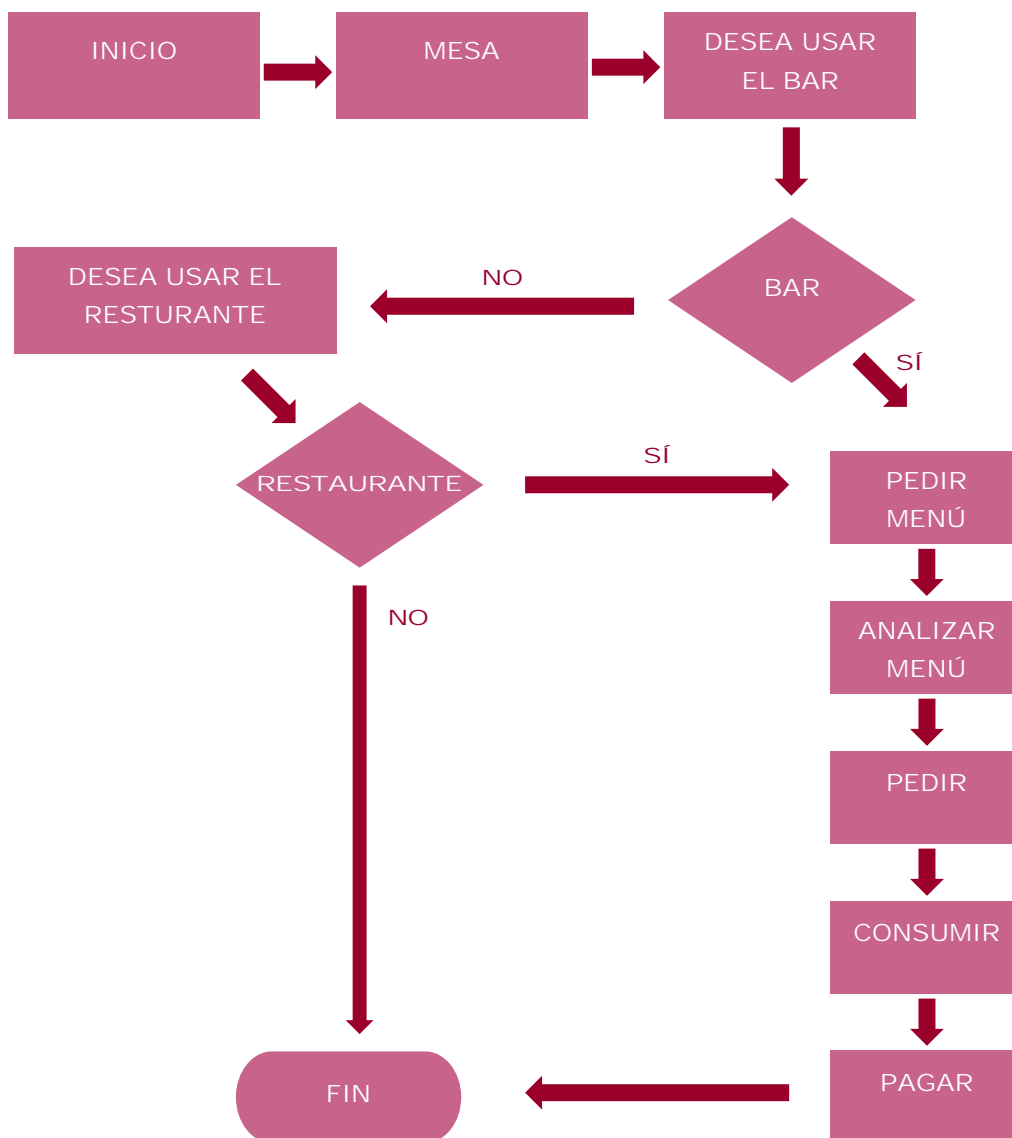 INICIO
MESA
DESEA USAR
EL BAR
BAR
NO
SÍ
DESEA USAR EL
RESTURANTE
RESTAURANTE
SÍ
NO
PEDIR
MENÚ
ANALIZAR
MENÚ
PEDIR
CONSUMIR
PAGAR
FIN